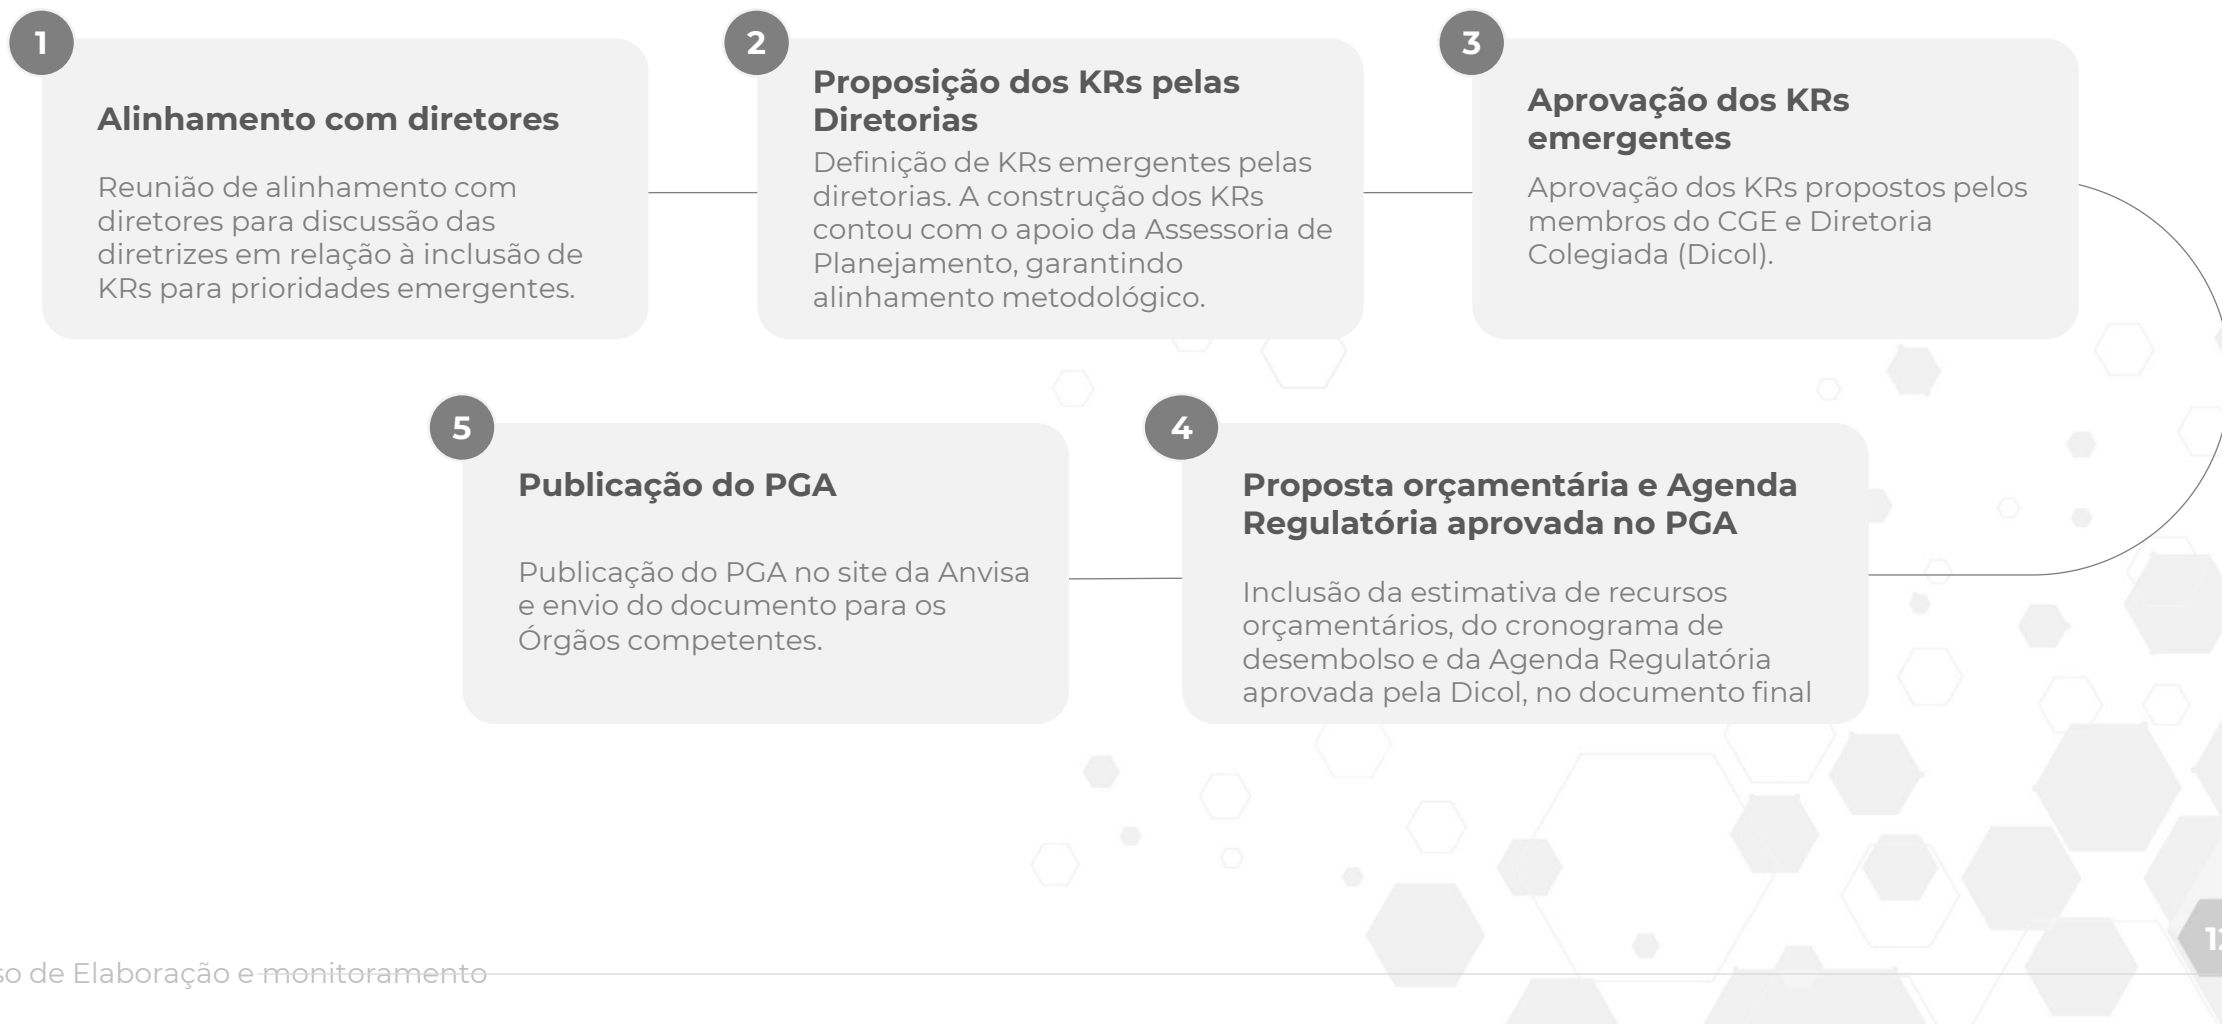 1
Alinhamento com diretores
Reunião de alinhamento com
diretores para discussão das
diretrizes em relação à inclusão de
KRs para prioridades emergentes.
2
Proposição dos KRs pelas
Diretorias
Definição de KRs emergentes pelas
diretorias. A construção dos KRs
contou com o apoio da Assessoria de
Planejamento, garantindo
alinhamento metodológico.
3
Aprovação dos KRs
emergentes
Aprovação dos KRs propostos pelos
membros do CGE e Diretoria
Colegiada (Dicol).
4
Proposta orçamentária e Agenda
Regulatória aprovada no PGA
Inclusão da estimativa de recursos
orçamentários, do cronograma de
desembolso e da Agenda Regulatória
aprovada pela Dicol, no documento final
5
Publicação do PGA
Publicação do PGA no site da Anvisa
e envio do documento para os
Órgãos competentes.
de Elaboração e monitoramento